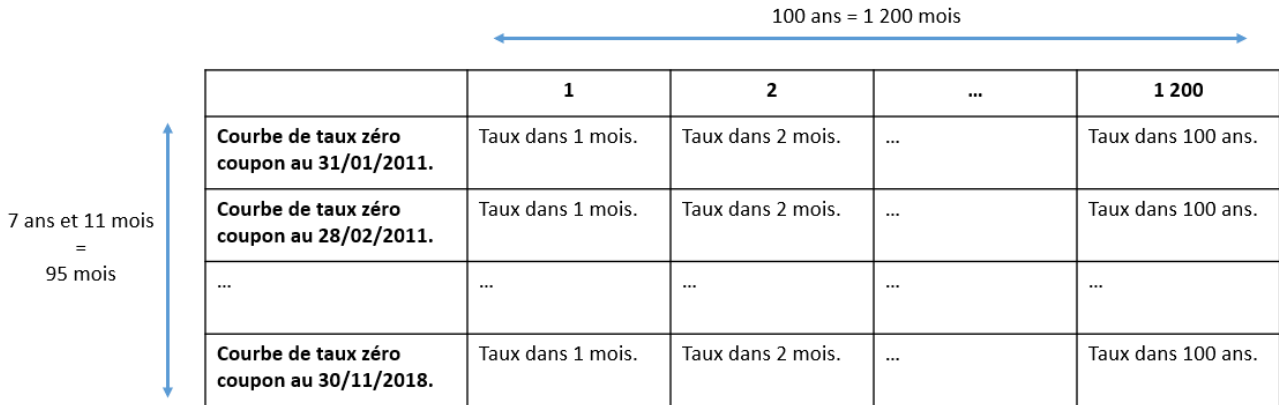 100 ans = 1 200 mois
1 2 ... 1 200
Courbe de taux zéro
coupon au 31/01/2011.
Taux dans 1 mois. Taux dans 2 mois. ... Taux dans 100 ans.
7 ans et 11 mois
=
95 mois
Courbe de taux zéro
coupon au 28/02/2011.
Taux dans 1 mois. Taux dans 2 mois. ... Taux dans 100 ans.
... ... ... ... ...
Courbe de taux zéro
coupon au 30/11/2018.
Taux dans 1 mois. Taux dans 2 mois. ... Taux dans 100 ans.